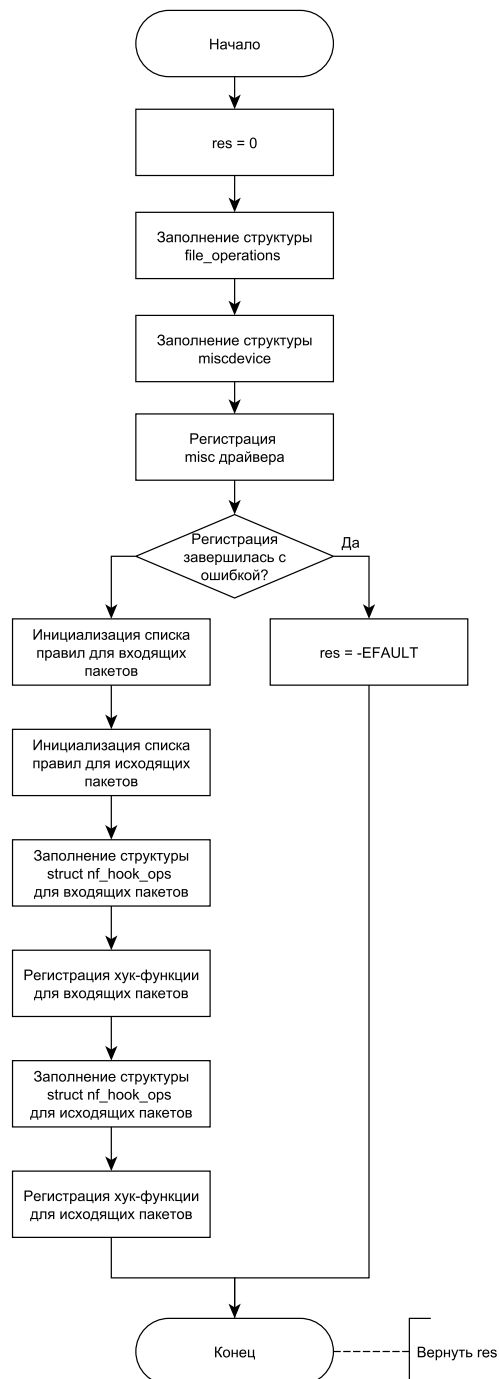 Начало
res = 0
Заполнение структуры
file_operations
Заполнение структуры
miscdevice
Регистрация
misc драйвера
Регистрация
завершилась с
ошибкой?
Да
Инициализация списка
правил для входящих
пакетов
res = -EFAULT
Инициализация списка
правил для исходящих
пакетов
Заполнение структуры
struct nf_hook_ops
для входящих пакетов
Регистрация хук-функции
для входящих пакетов
Заполнение структуры
struct nf_hook_ops
для исходящих пакетов
Регистрация хук-функции
для исходящих пакетов
Конец
Вернуть res